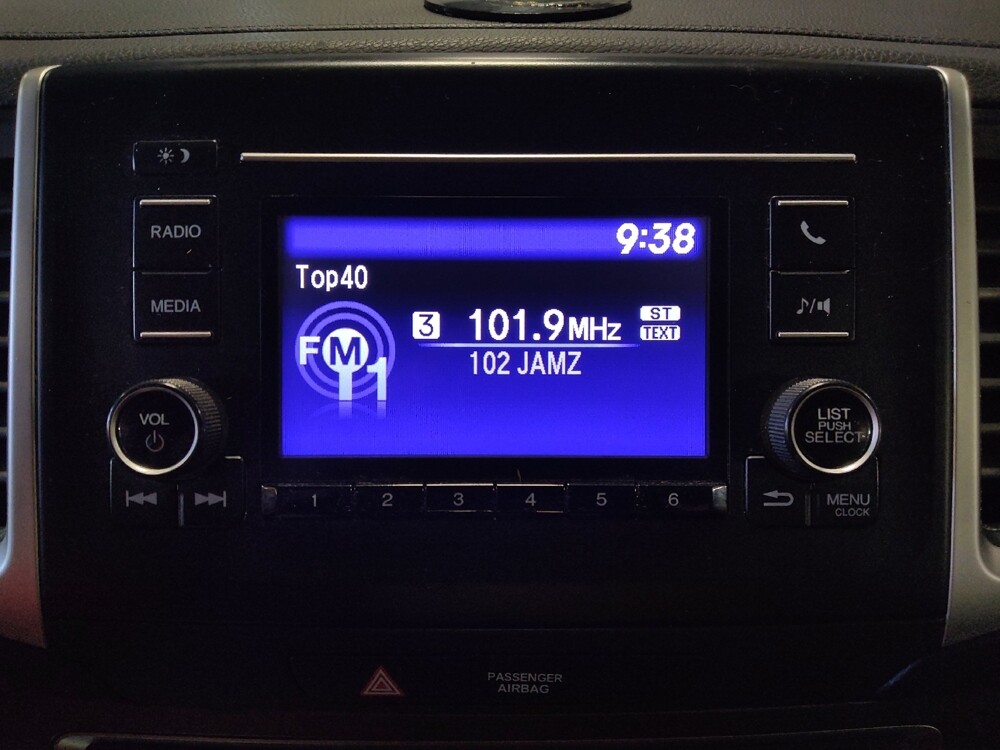 9:38
Top40
RADIO
MEDIA
FM1
3 101.9MHz ST
TEXT
102 JAMZ
VOL
LIST
PUSH
SELECT
1 2 3 4 5 6
MENU
CLOCK
PASSENGER
AIRBAG